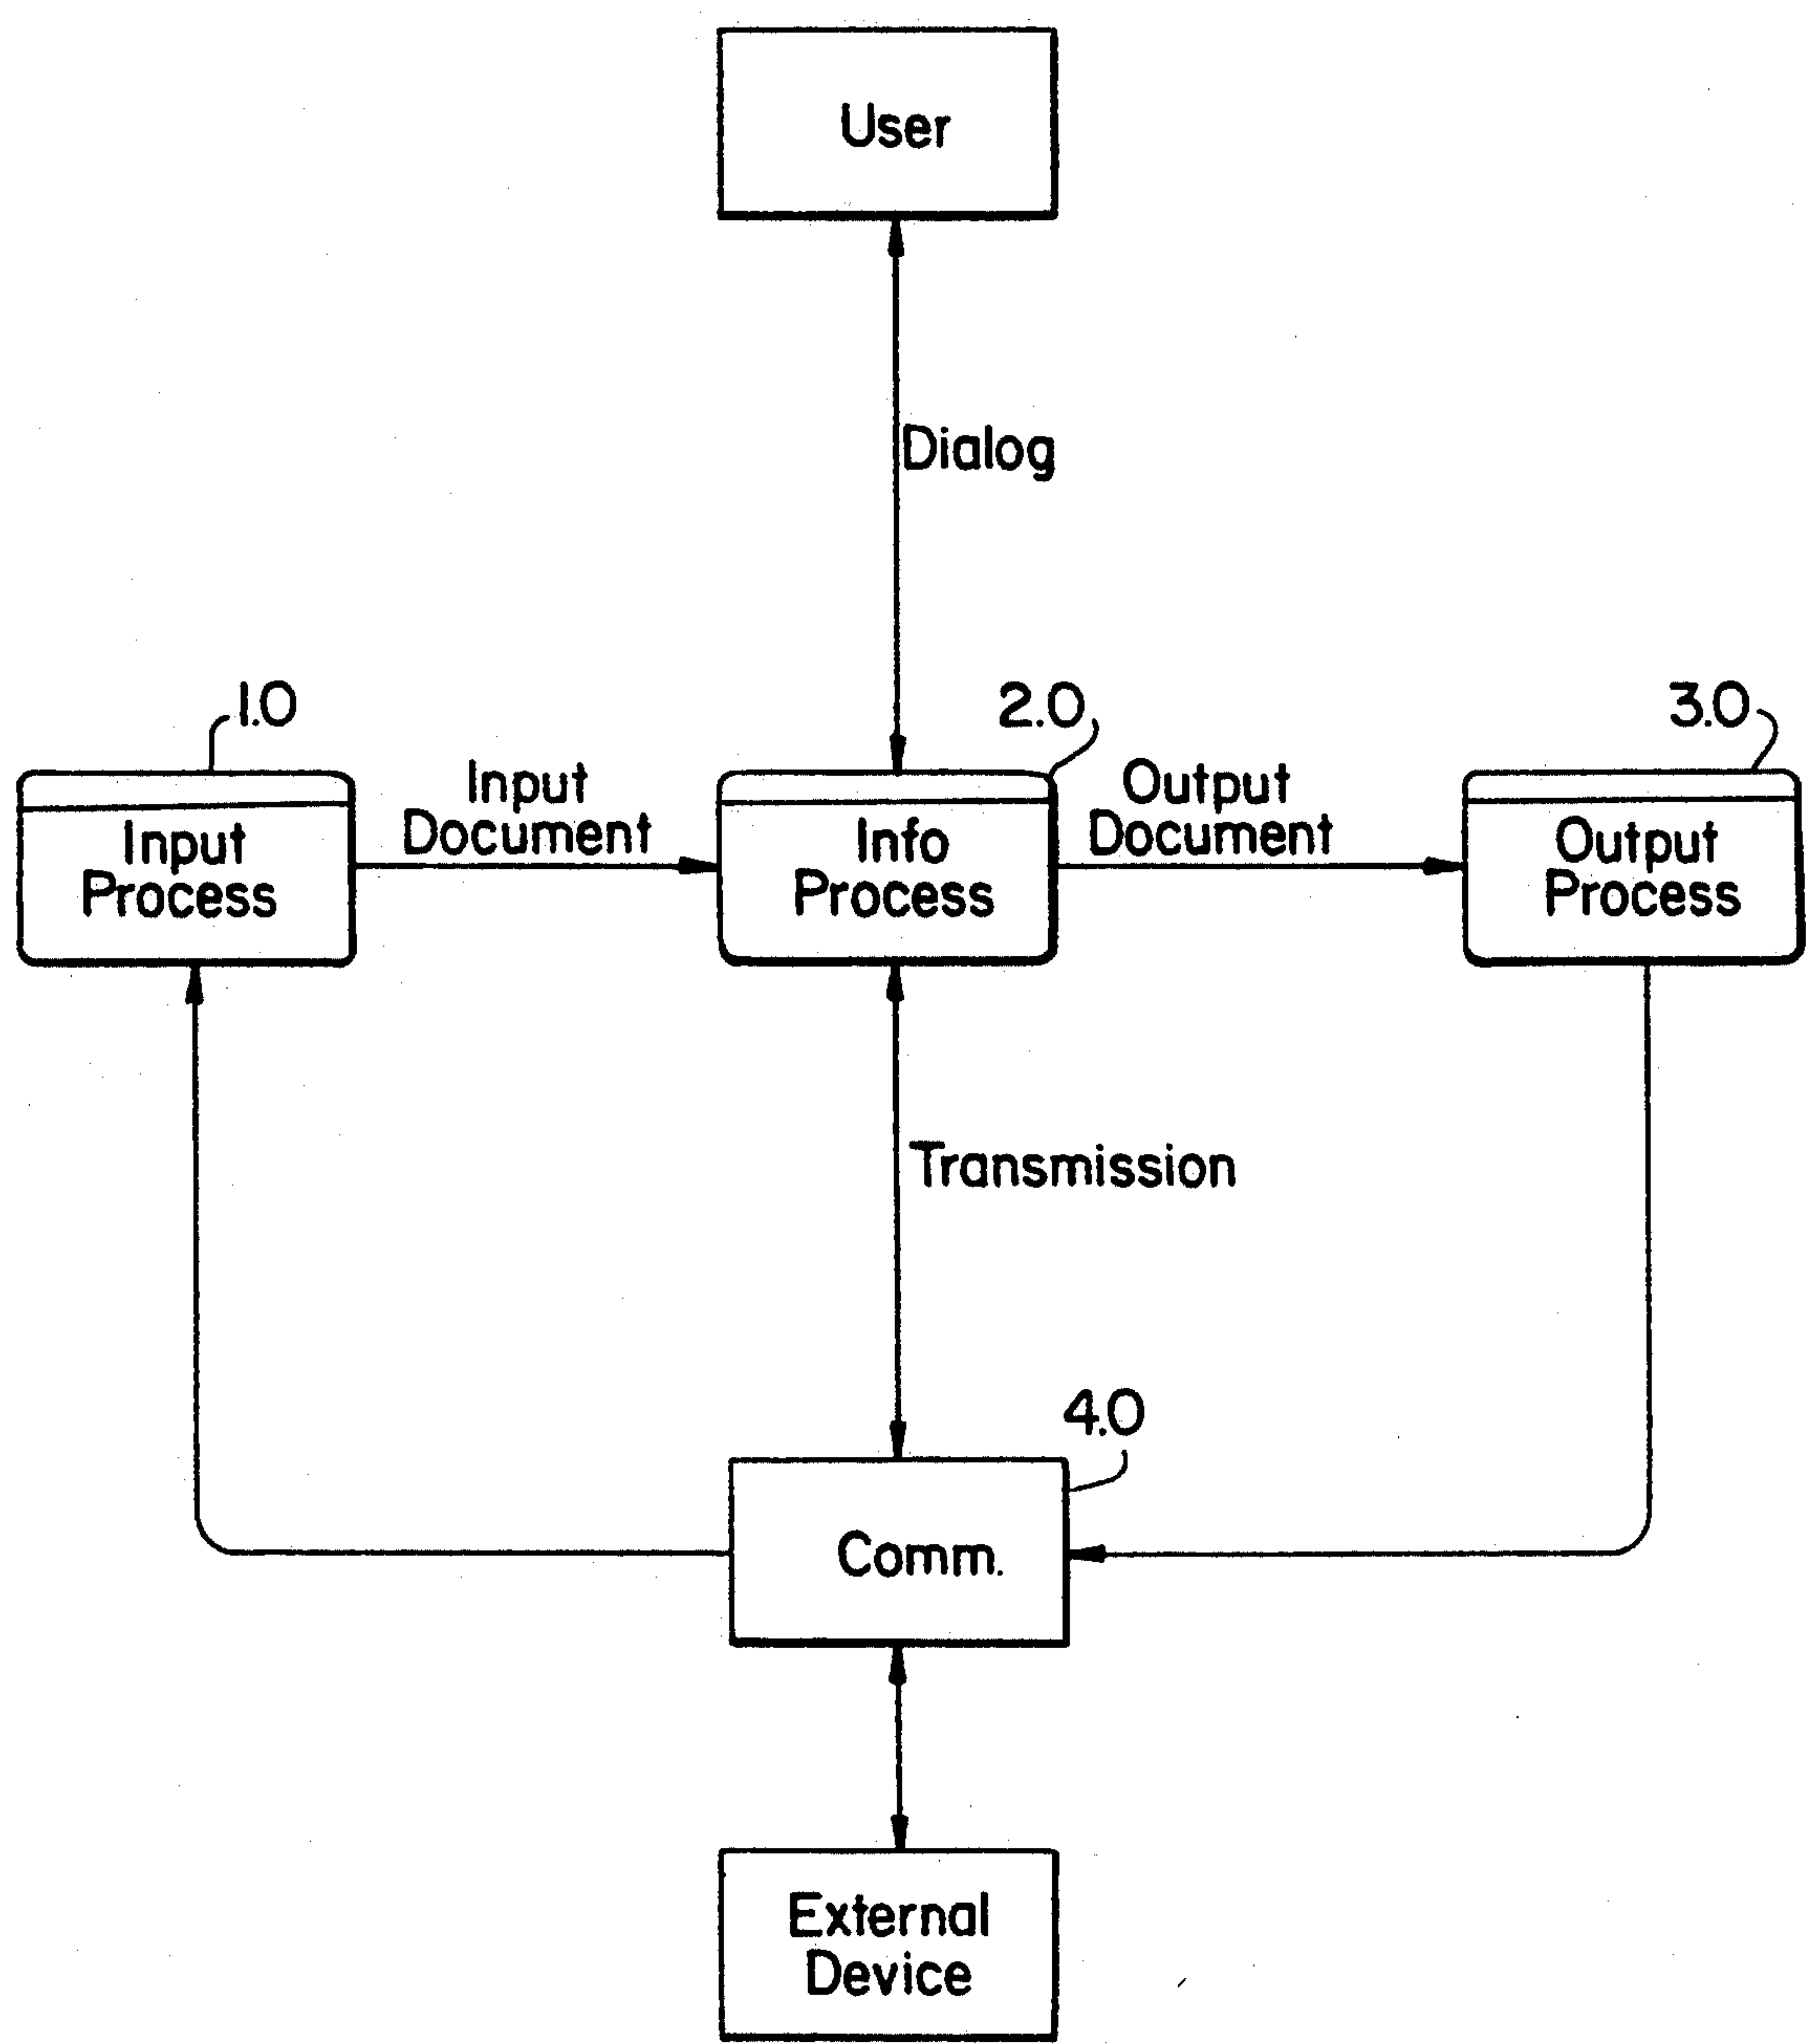 User
Dialog
1.0
2.0
3.0
Input
Document
Output
Document
Input
Process
Info
Process
Output
Process
Transmission
4.0
Comm.
External
Device